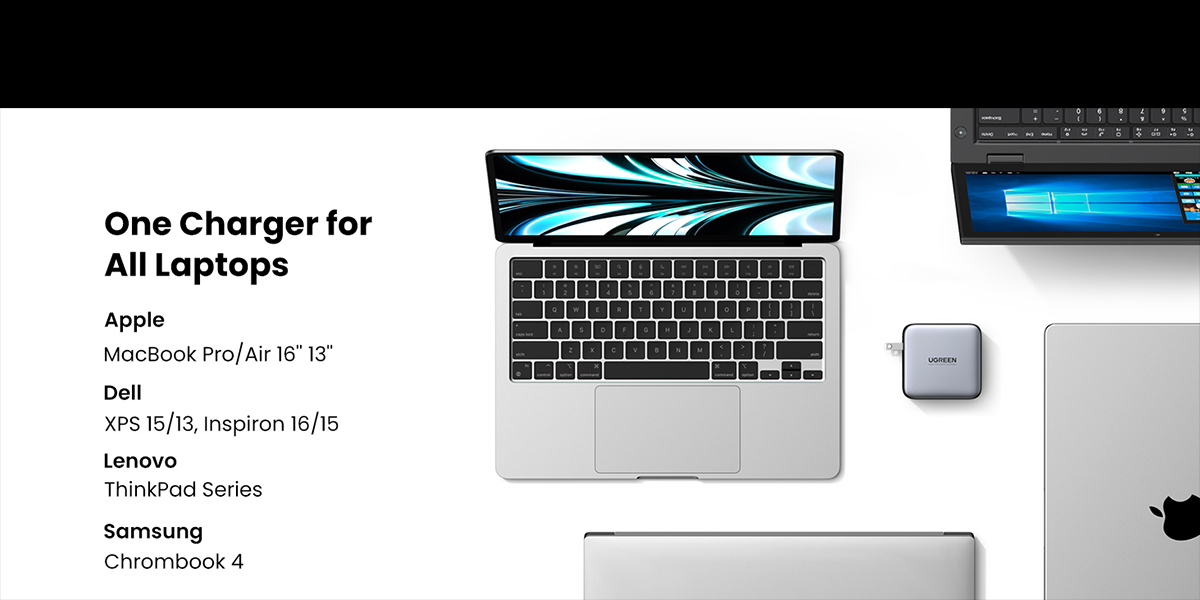 One Charger for
All Laptops
Apple
MacBook Pro/Air 16" 13"
Dell
XPS 15/13, Inspiron 16/15
Lenovo
ThinkPad Series
Samsung
Chrombook 4
UGREEN